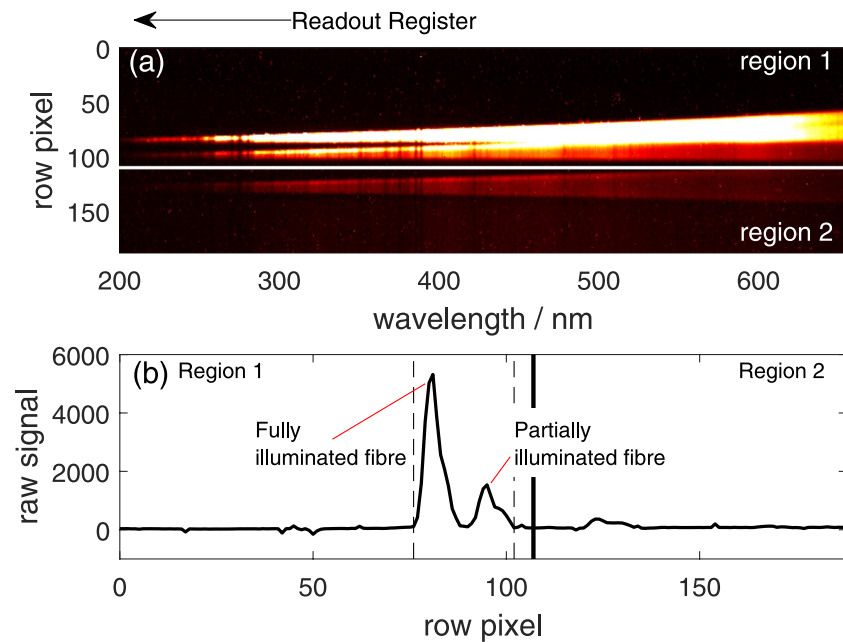 Readout Register
(a)
region 1
region 2
row pixel
0
50
100
150
200
300
400
500
600
wavelength / nm
(b)
Region 1
Region 2
Fully
illuminated fibre
Partially
illuminated fibre
raw signal
6000
4000
2000
0
0
50
100
150
row pixel